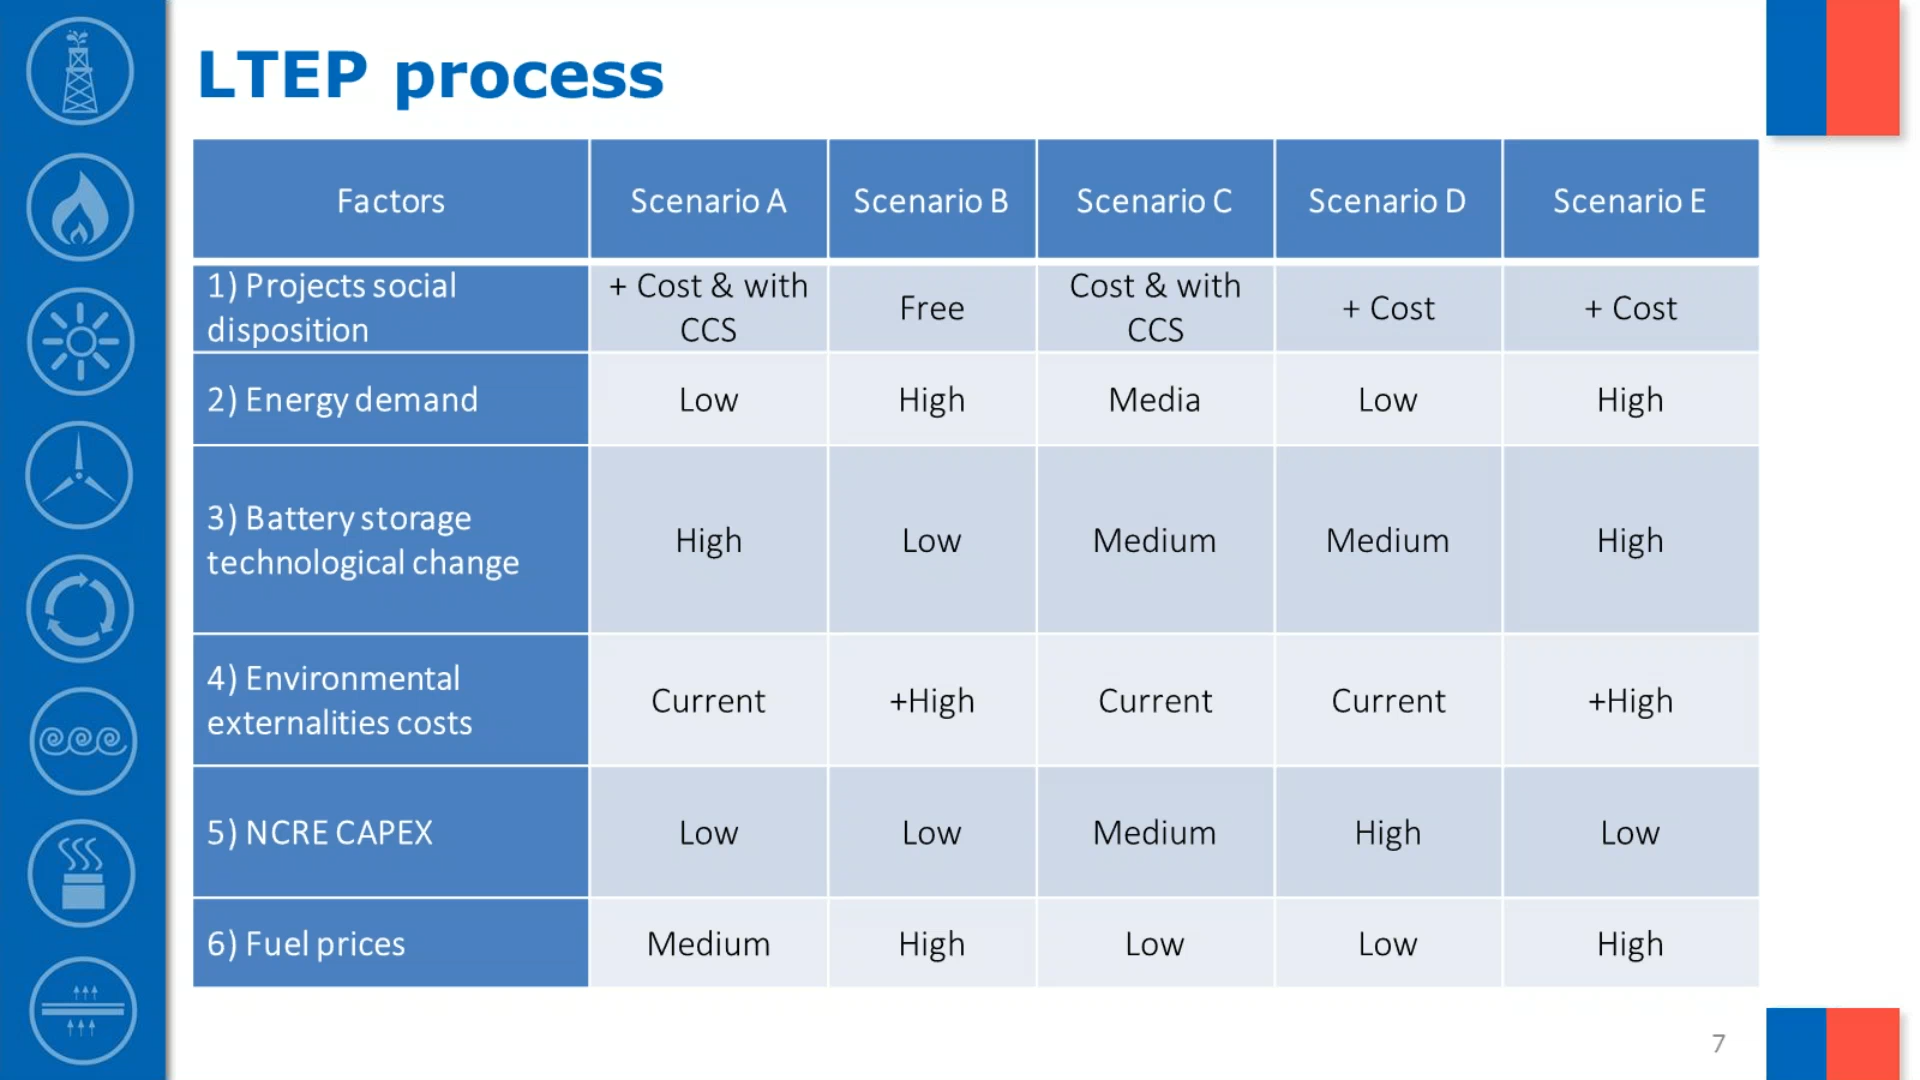 LTEP process
Factors
Scenario A
Scenario B
Scenario C
Scenario D
Scenario E
1) Projects social
disposition
+ Cost & with
CCS
Free
Cost & with
CCS
+ Cost
+ Cost
2) Energy demand
Low
High
Media
Low
High
3) Battery storage
technological change
High
Low
Medium
Medium
High
4) Environmental
externalities costs
Current
+High
Current
Current
+High
5) NCRE CAPEX
Low
Low
Medium
High
Low
6) Fuel prices
Medium
High
Low
Low
High
7